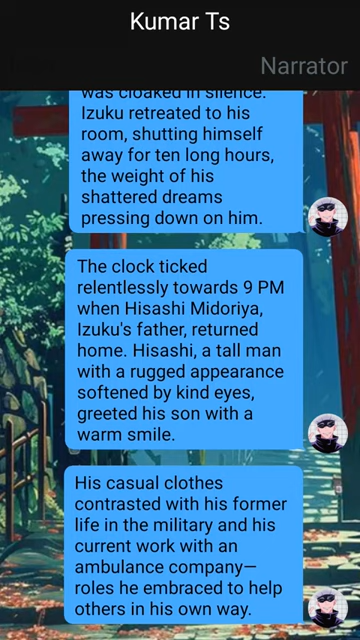 Kumar Ts
Narrator
was cloaked in silence.
Izuku retreated to his
room, shutting himself
away for ten long hours,
the weight of his
shattered dreams
pressing down on him.
The clock ticked
relentlessly towards 9 PM
when Hisashi Midoriya,
Izuku's father, returned
home. Hisashi, a tall man
with a rugged appearance
softened by kind eyes,
greeted his son with a
warm smile.
His casual clothes
contrasted with his former
life in the military and his
current work with an
ambulance company—
roles he embraced to help
others in his own way.